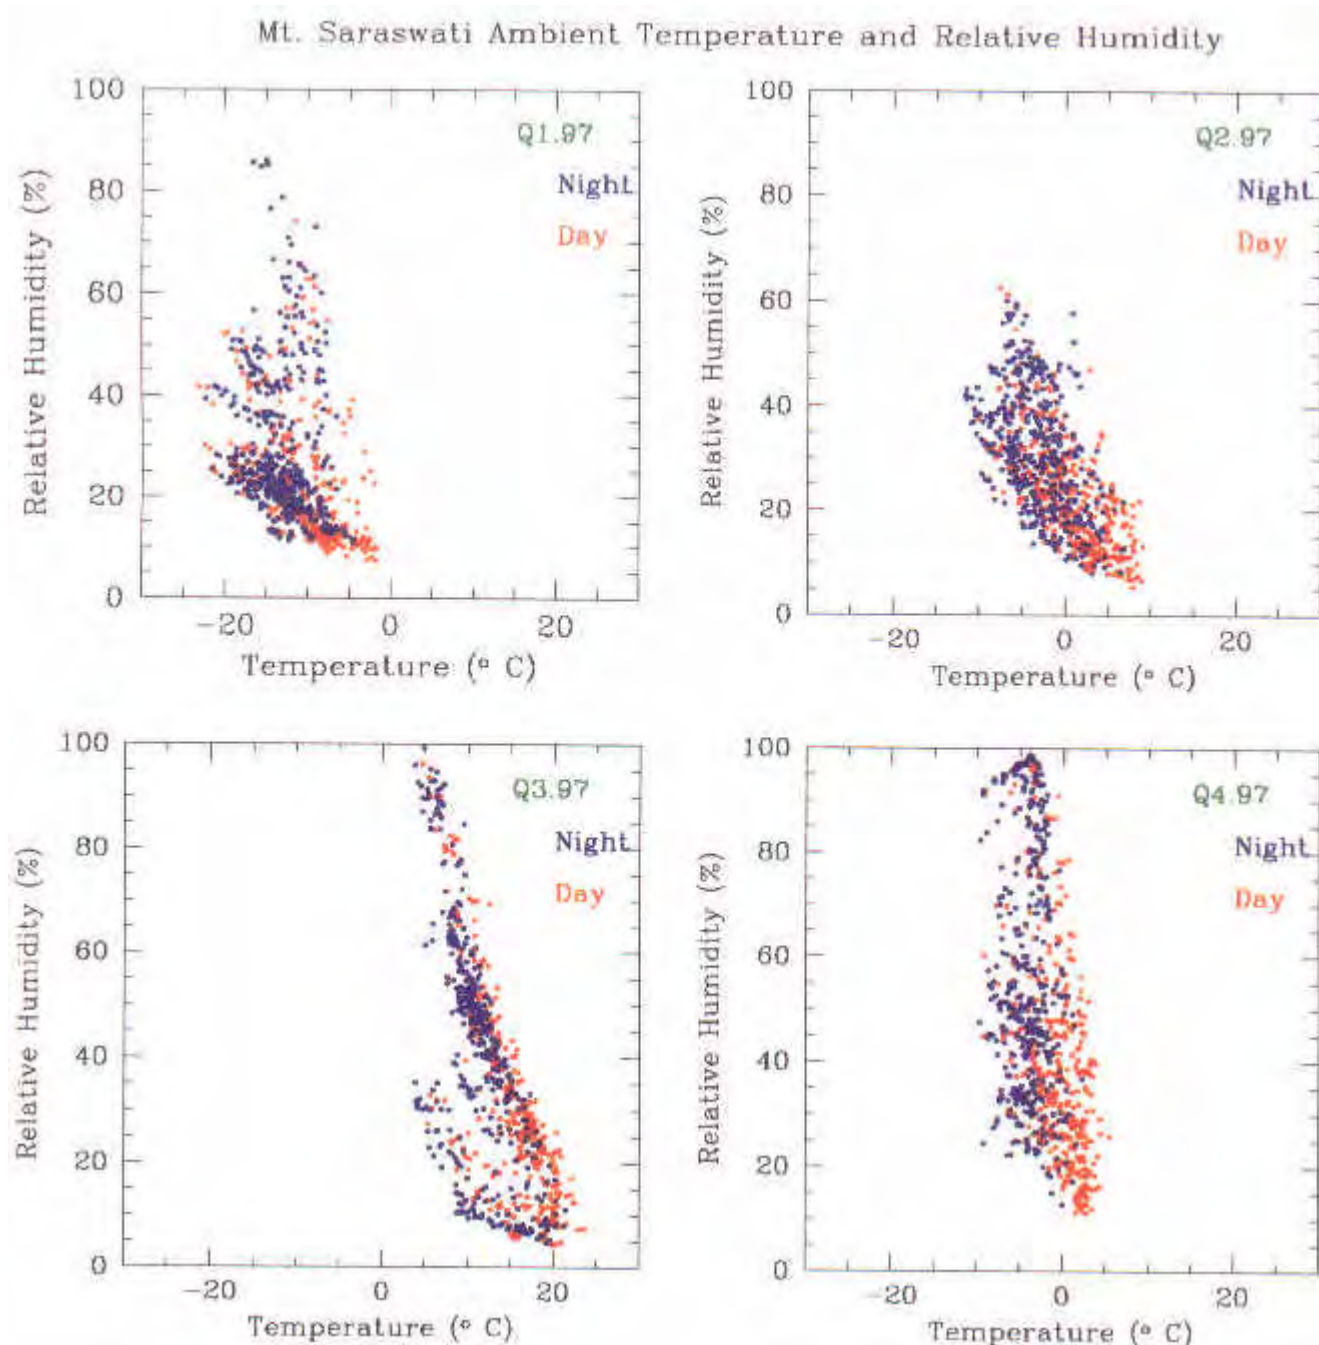 Mt. Saraswati Ambient Temperature and Relative Humidity
100
80
60
40
20
0
-20
0
20
Relative Humidity (%)
Temperature (° C)
Q1.97
Night
Day
100
80
60
40
20
0
-20
0
20
Relative Humidity (%)
Temperature (° C)
Q2.97
Night
Day
100
80
60
40
20
0
-20
0
20
Relative Humidity (%)
Temperature (° C)
Q3.97
Night
Day
100
80
60
40
20
0
-20
0
20
Relative Humidity (%)
Temperature (° C)
Q4.97
Night
Day